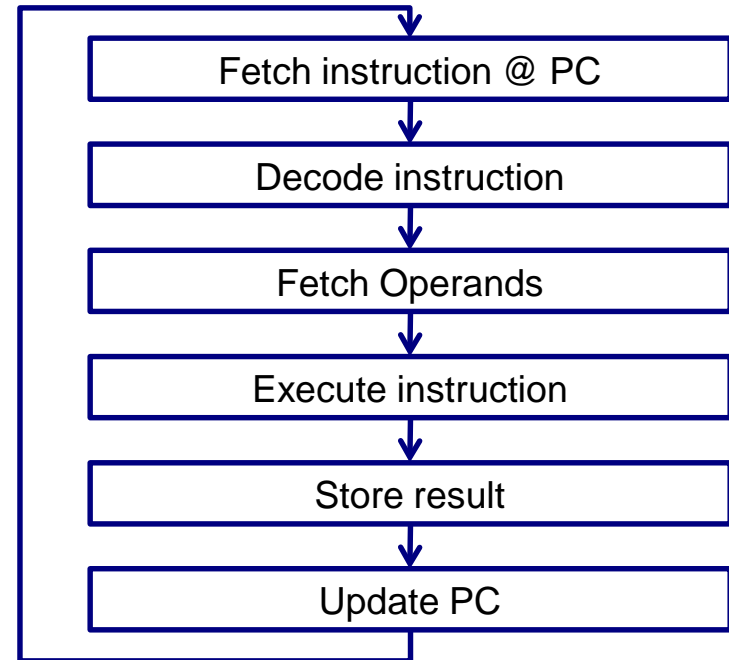 Fetch instruction @ PC
Decode instruction
Fetch Operands
Execute instruction
Store result
Update PC